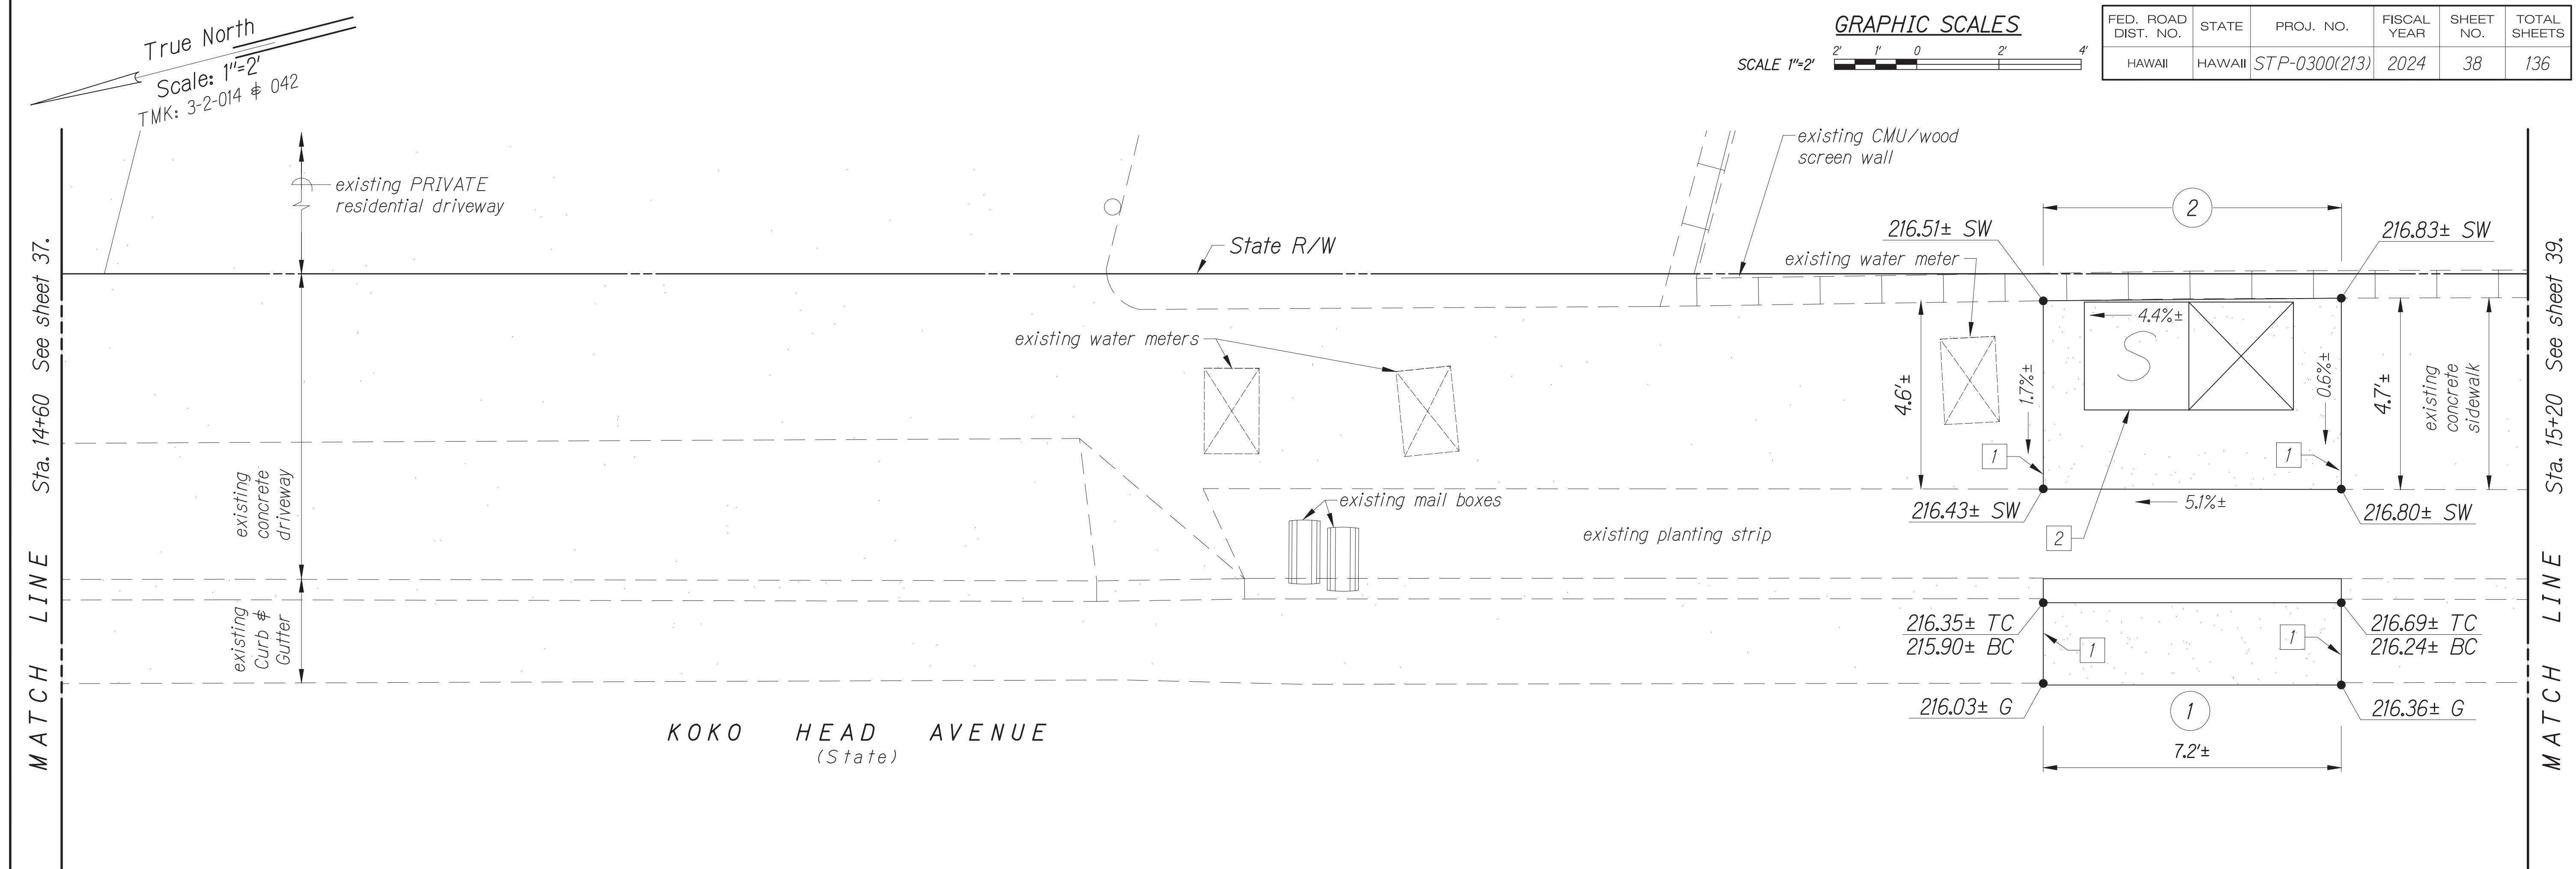 True North
Scale: 1"=2'
TMK: 3-2-014 & 042
GRAPHIC SCALES
SCALE 1"=2'
2' 1' 0 2' 4'
FED. ROAD DIST. NO.
STATE
PROJ. NO.
FISCAL YEAR
SHEET NO.
TOTAL SHEETS
HAWAII
HAWAII
STP-0300(213)
2024
38
136
MATCH LINE Sta. 14+60 See sheet 37.
existing PRIVATE
residential driveway
existing
concrete
driveway
existing
Curb &
Gutter
State R/W
existing water meters
existing mail boxes
existing planting strip
KOKO HEAD AVENUE
(State)
existing CMU/wood
screen wall
existing water meter
2
216.51± SW
216.83± SW
4.4%±
S
4.6'±
1.7%±
0.6%±
4.7'±
existing
concrete
sidewalk
1
1
216.43± SW
5.1%±
216.80± SW
2
216.35± TC
215.90± BC
1
1
216.69± TC
216.24± BC
216.03± G
1
216.36± G
7.2'±
MATCH LINE Sta. 15+20 See sheet 39.